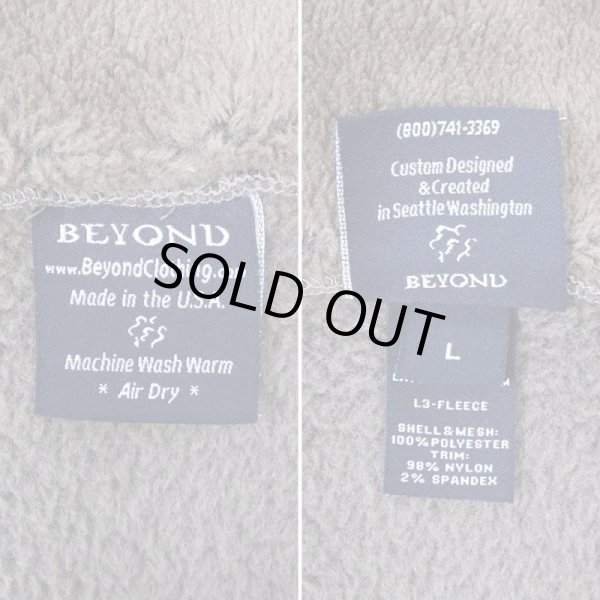 BEYOND
www.BeyondClothing.com
Made in the U.S.A.
Machine Wash Warm
* Air Dry *
(800)741-3369
Custom Designed
&Created
in Seattle Washington
BEYOND
L
L3-FLEECE
SHELL&MESH:
100%POLYESTER
TRIM:
98% NYLON
2% SPANDEX
SOLD OUT